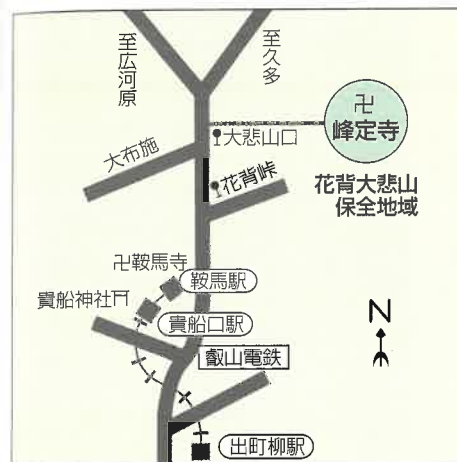 至広河原
至久多
卍
峰定寺
大悲山口
大布施
花背峠
花背大悲山
保全地域
卍鞍馬寺
鞍馬駅
貴船神社⛩
貴船口駅
N
叡山電鉄
出町柳駅